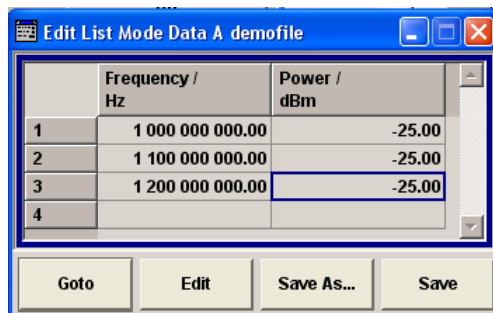 Edit List Mode Data A demofile
Frequency / Power /
Hz dBm
1 1 000 000 000.00 -25.00
2 1 100 000 000.00 -25.00
3 1 200 000 000.00 -25.00
4
Goto Edit Save As... Save